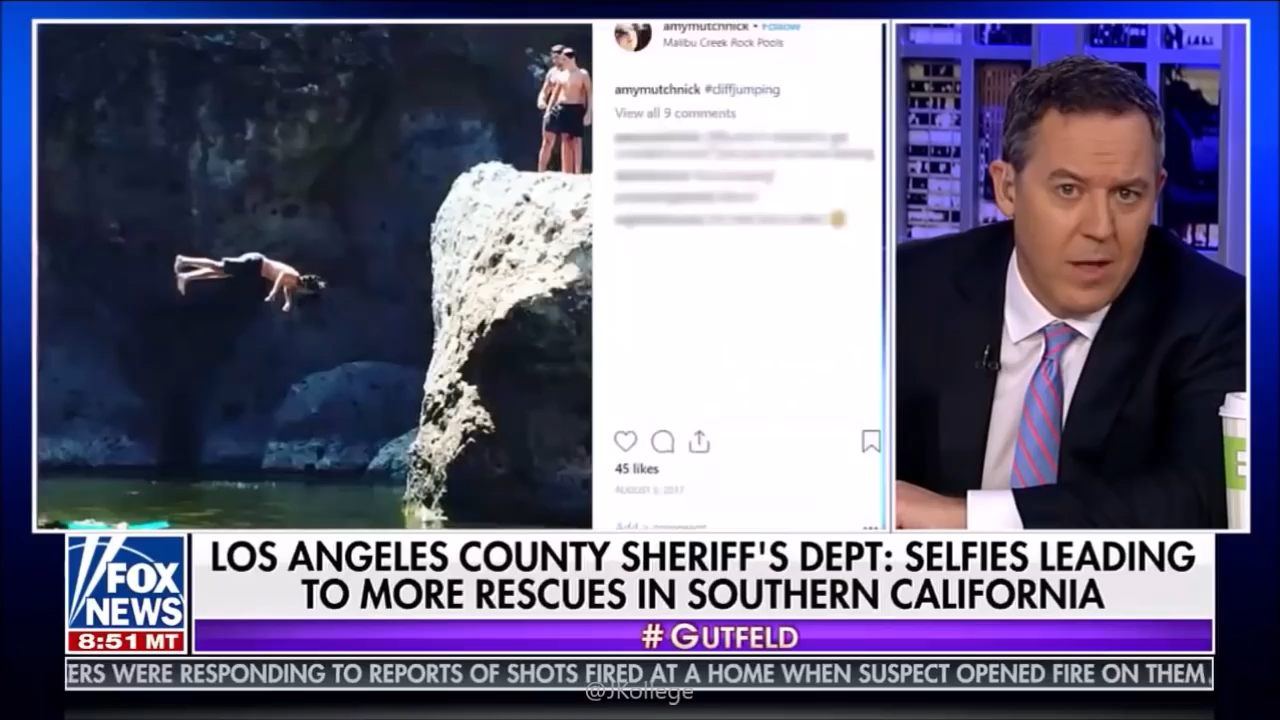 amymutchnick • Follow
Malibu Creek Rock Pools
amymutchnick #cliffjumping
View all 9 comments
45 likes
AUGUST 5, 2017
Add a comment
FOX
NEWS
8:51 MT
LOS ANGELES COUNTY SHERIFF'S DEPT: SELFIES LEADING
TO MORE RESCUES IN SOUTHERN CALIFORNIA
# GUTFELD
ERS WERE RESPONDING TO REPORTS OF SHOTS FIRED AT A HOME WHEN SUSPECT OPENED FIRE ON THEM.
@JKollege